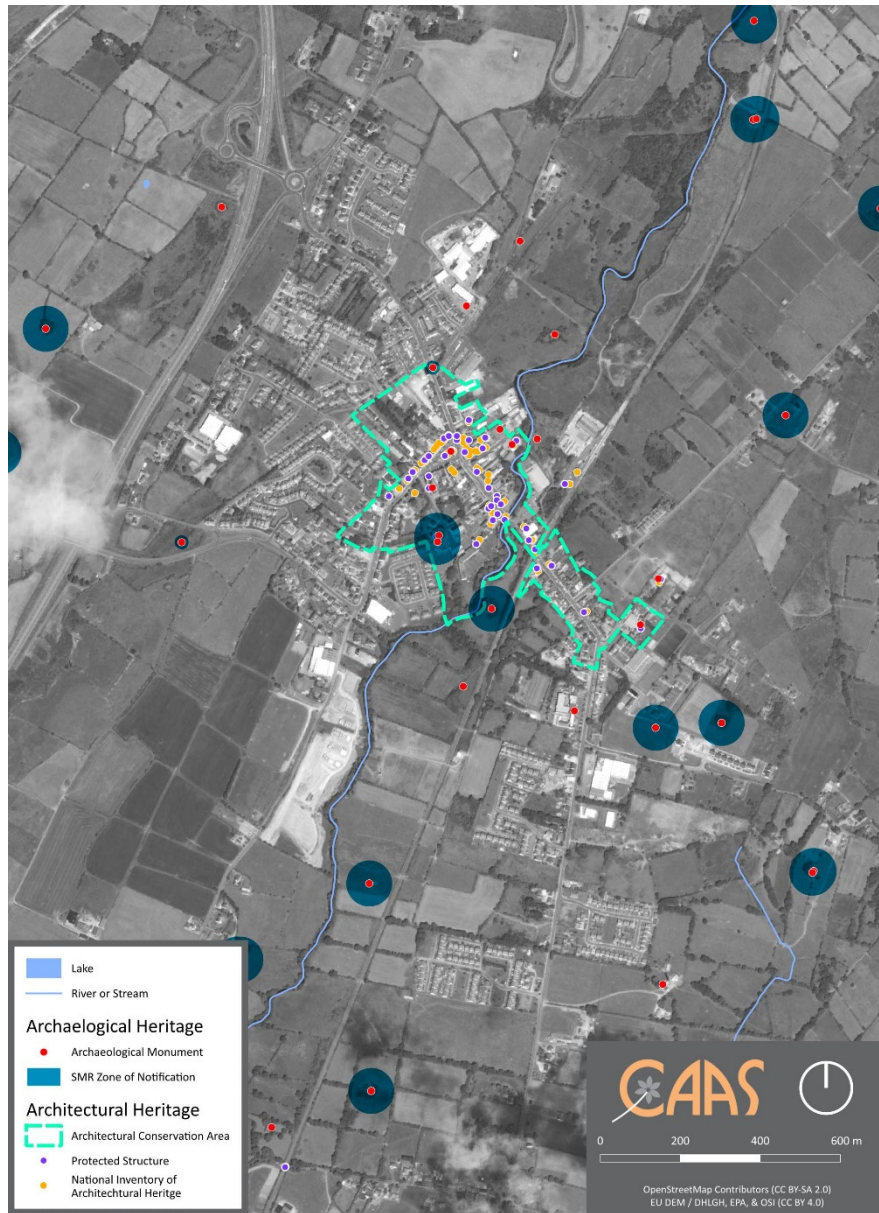 Lake
River or Stream
Archaelogical Heritage
Archaeological Monument
SMR Zone of Notification
Architectural Heritage
Architectural Conservation Area
Protected Structure
National Inventory of
Architechtural Heritge
CAAS
0 200 400 600 m
OpenStreetMap Contributors (CC BY-SA 2.0)
EU DEM / DHLGH, EPA, & OSI (CC BY 4.0)